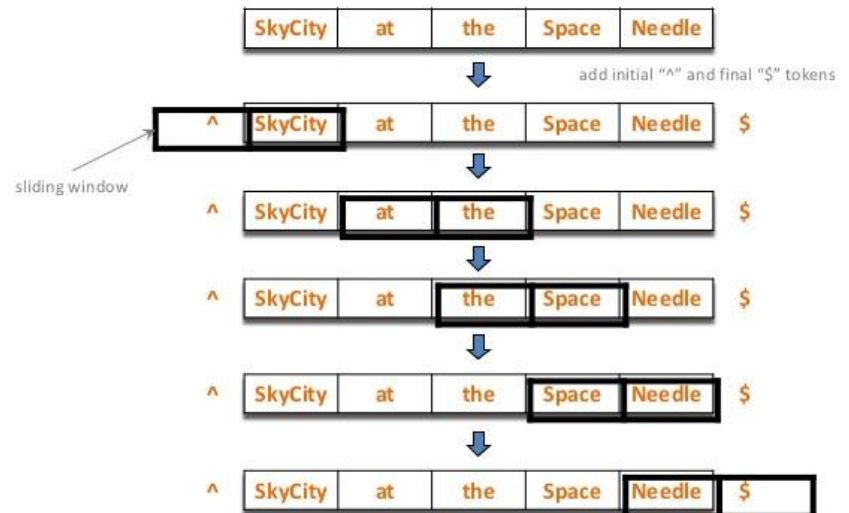 SkyCity at the Space Needle
add initial "^" and final "$" tokens
^ SkyCity at the Space Needle $
sliding window
^ SkyCity at the Space Needle $
^ SkyCity at the Space Needle $
^ SkyCity at the Space Needle $
^ SkyCity at the Space Needle $